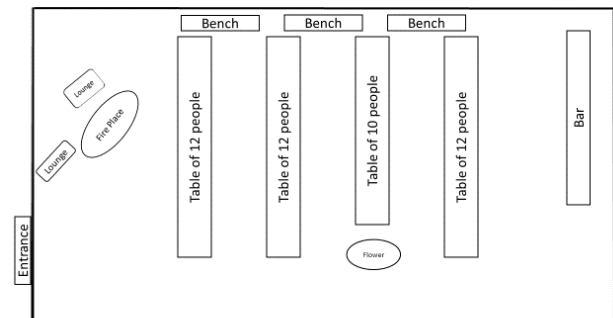 Bench
Bench
Bench
Lounge
Fire Place
Lounge
Table of 12 people
Table of 12 people
Table of 10 people
Table of 12 people
Bar
Entrance
Flower